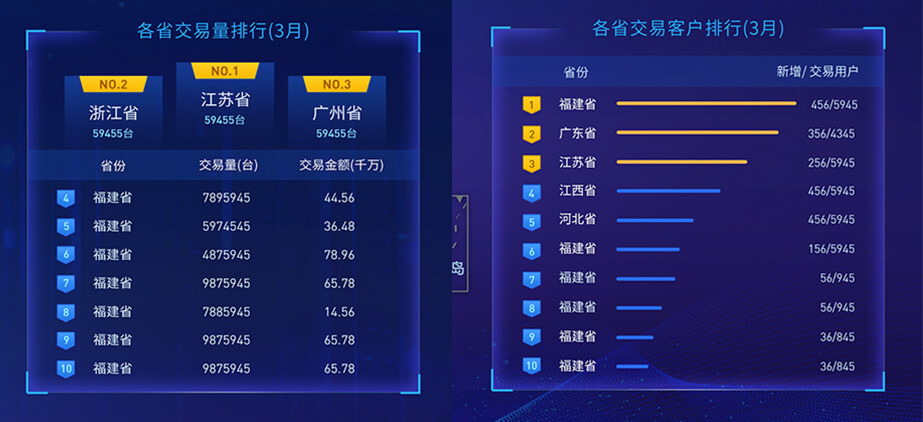 各省交易量排行(3月)
NO.2
浙江省
59455台
NO.1
江苏省
59455台
NO.3
广州省
59455台
省份 交易量(台) 交易金额(千万)
4 福建省 7895945 44.56
5 福建省 5974545 36.48
6 福建省 4875945 78.96
7 福建省 9875945 65.78
8 福建省 7885945 14.56
9 福建省 9875945 65.78
10 福建省 9875945 65.78
岛
各省交易客户排行(3月)
省份 新增/交易用户
1 福建省 456/5945
2 广东省 356/4345
3 江苏省 256/5945
4 江西省 456/5945
5 河北省 456/5945
6 福建省 156/5945
7 福建省 56/945
8 福建省 56/945
9 福建省 36/845
10 福建省 36/845